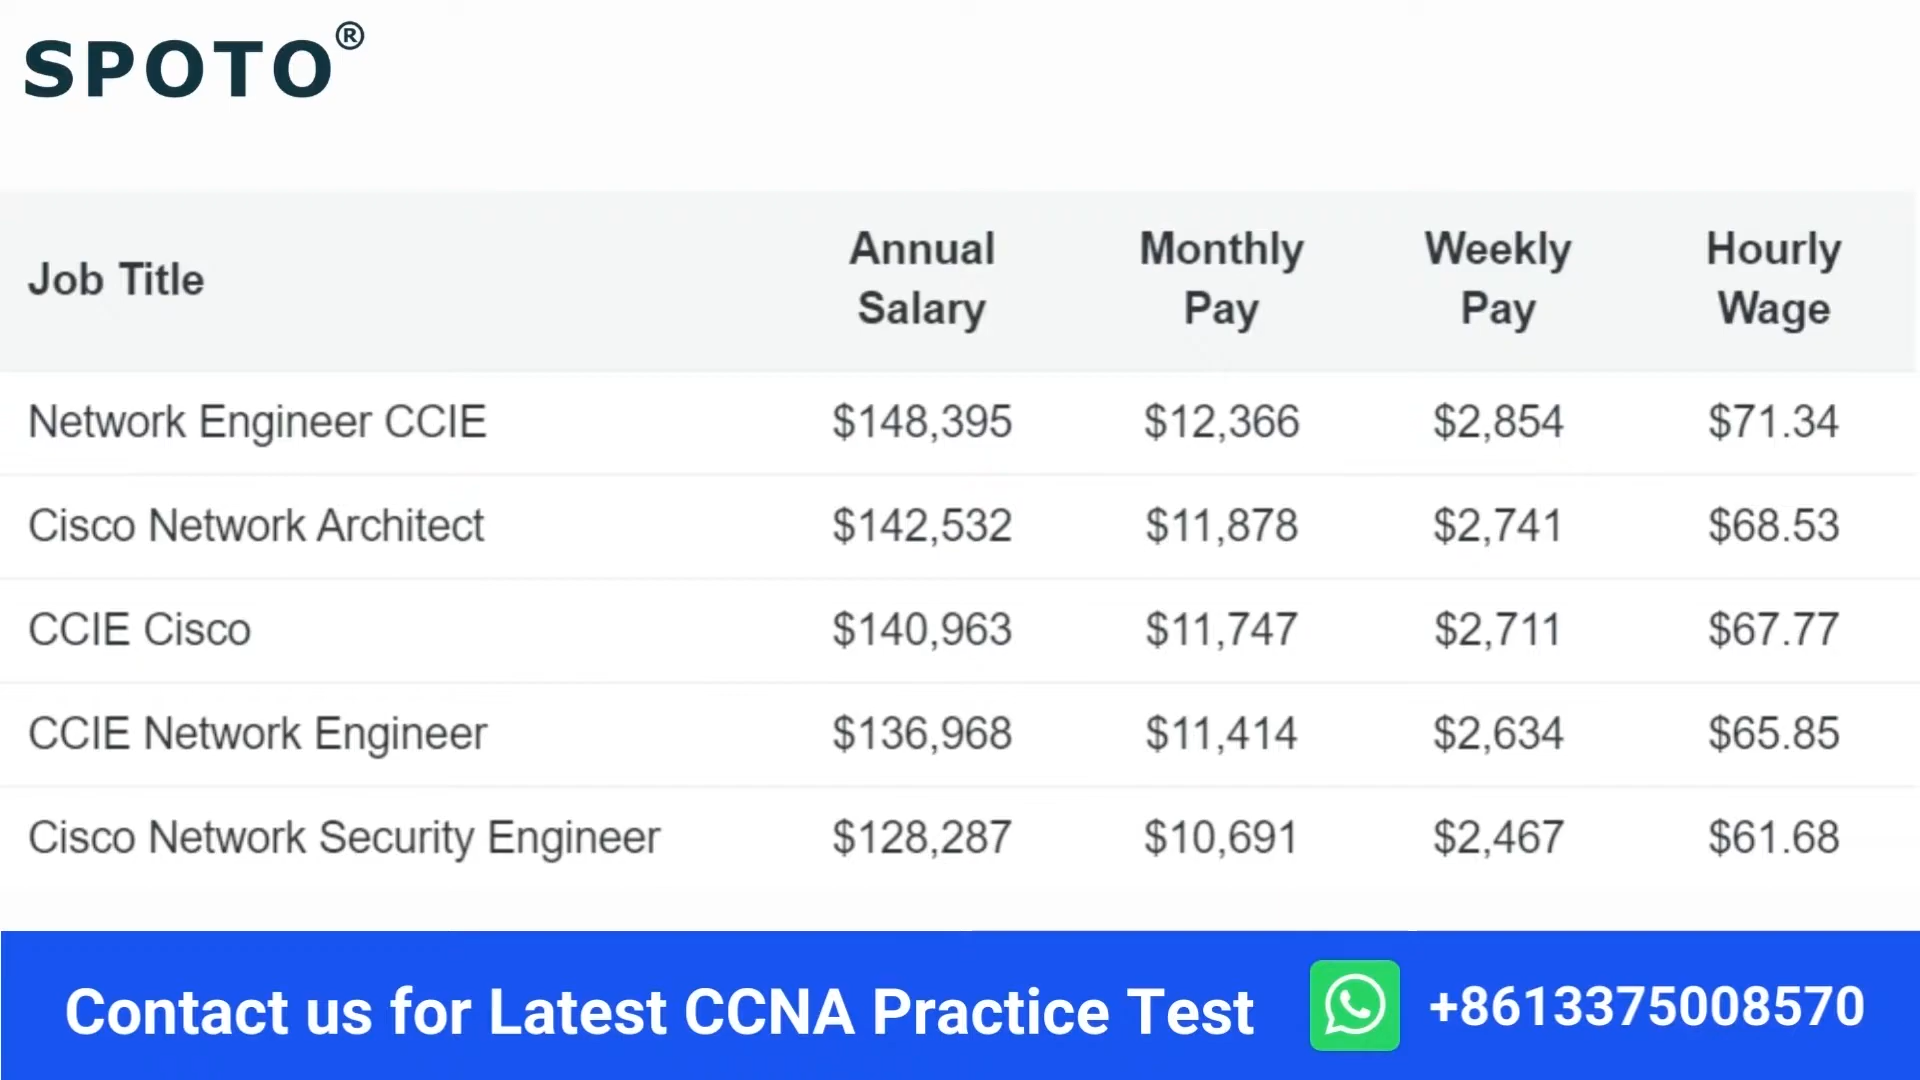 SPOTO®
Job Title Annual Salary Monthly Pay Weekly Pay Hourly Wage
Network Engineer CCIE $148,395 $12,366 $2,854 $71.34
Cisco Network Architect $142,532 $11,878 $2,741 $68.53
CCIE Cisco $140,963 $11,747 $2,711 $67.77
CCIE Network Engineer $136,968 $11,414 $2,634 $65.85
Cisco Network Security Engineer $128,287 $10,691 $2,467 $61.68
Contact us for Latest CCNA Practice Test +8613375008570